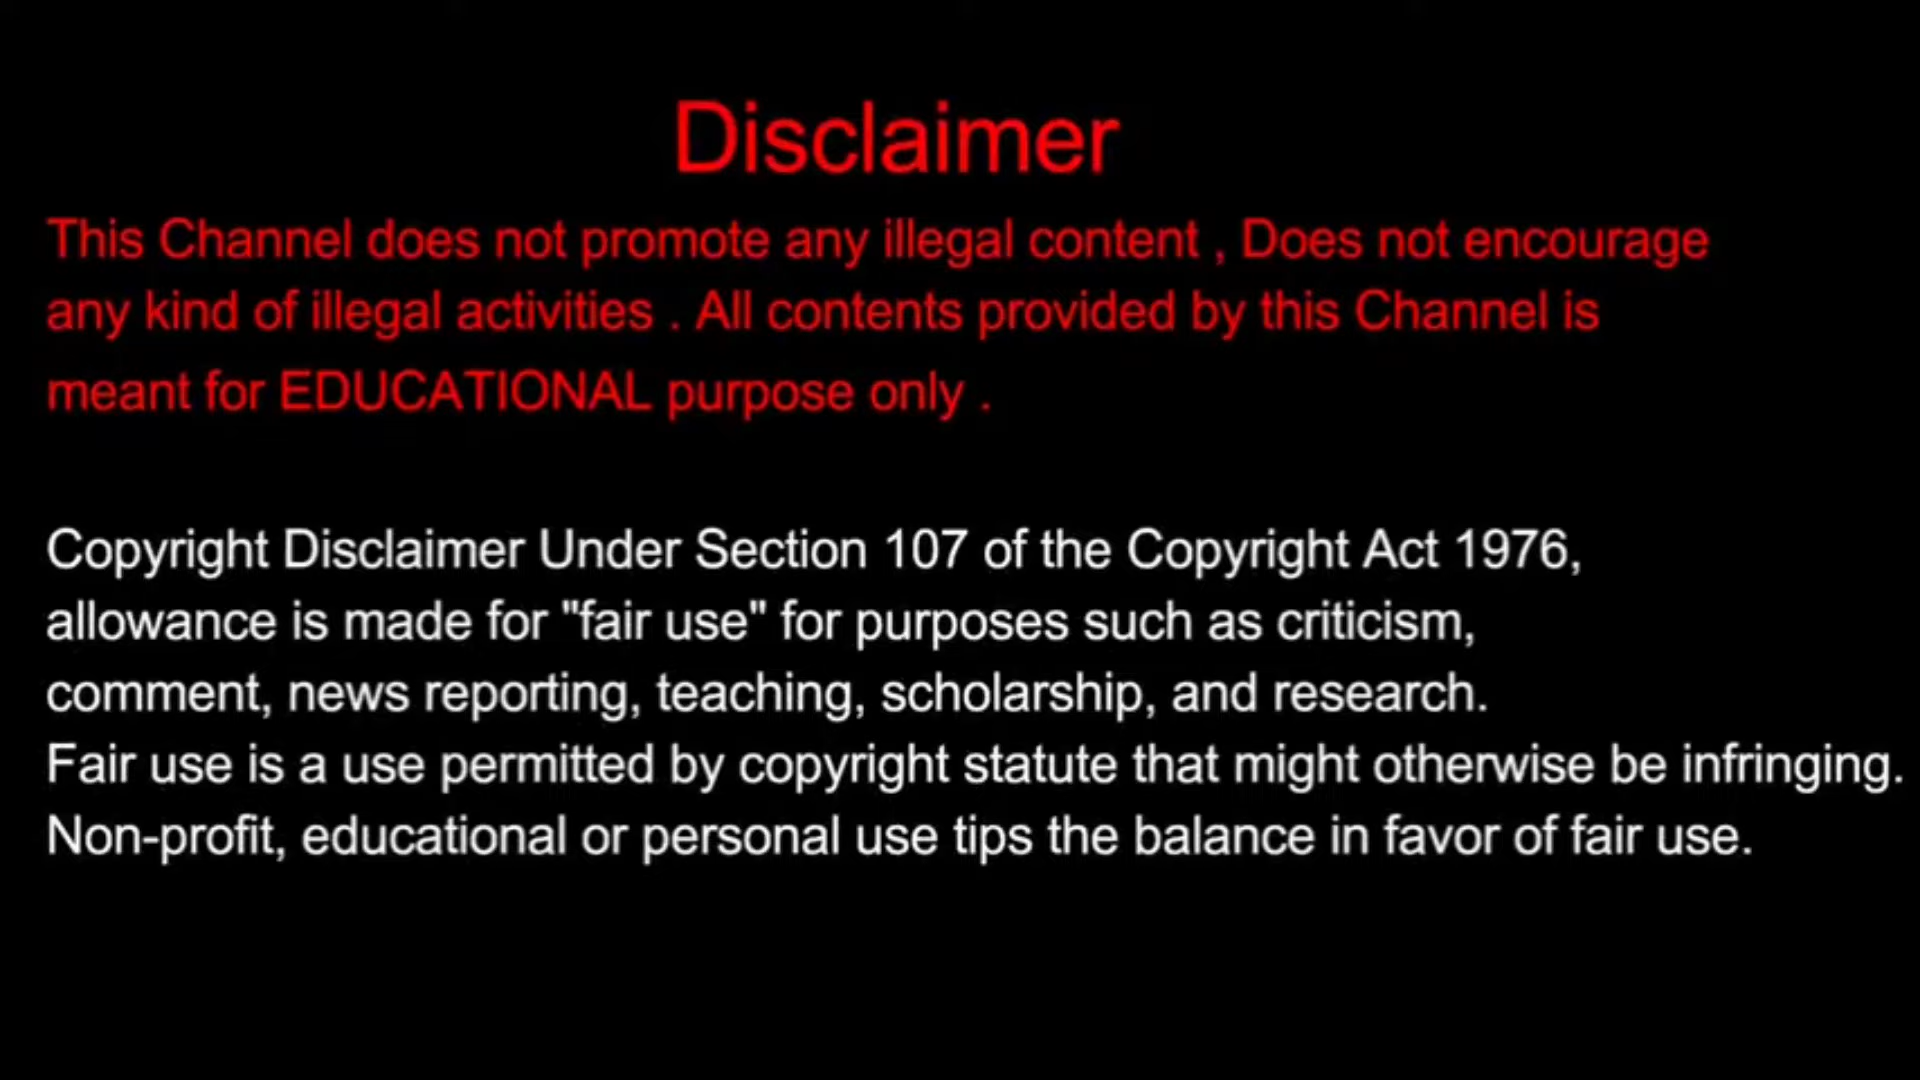 Disclaimer
This Channel does not promote any illegal content , Does not encourage
any kind of illegal activities . All contents provided by this Channel is
meant for EDUCATIONAL purpose only .
Copyright Disclaimer Under Section 107 of the Copyright Act 1976,
allowance is made for "fair use" for purposes such as criticism,
comment, news reporting, teaching, scholarship, and research.
Fair use is a use permitted by copyright statute that might otherwise be infringing.
Non-profit, educational or personal use tips the balance in favor of fair use.